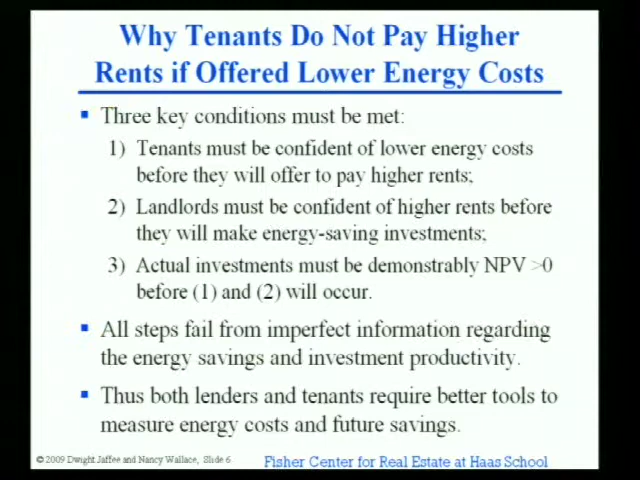 Why Tenants Do Not Pay Higher
Rents if Offered Lower Energy Costs
Three key conditions must be met:
1) Tenants must be confident of lower energy costs
before they will offer to pay higher rents;
2) Landlords must be confident of higher rents before
they will make energy-saving investments;
3) Actual investments must be demonstrably NPV >0
before (1) and (2) will occur.
All steps fail from imperfect information regarding
the energy savings and investment productivity.
Thus both lenders and tenants require better tools to
measure energy costs and future savings.
© 2009 Dwight Jaffee and Nancy Wallace, Slide 6
Fisher Center for Real Estate at Haas School